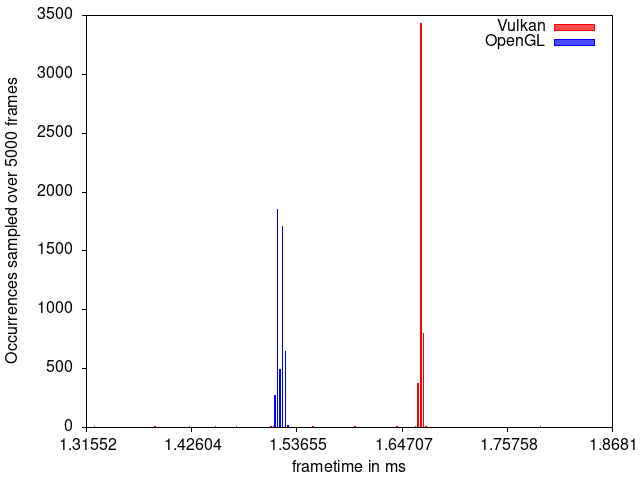 Vulkan
OpenGL
3500
3000
2500
2000
1500
1000
500
0
Occurrences sampled over 5000 frames
1.31552 1.42604 1.53655 1.64707 1.75758 1.8681
frametime in ms